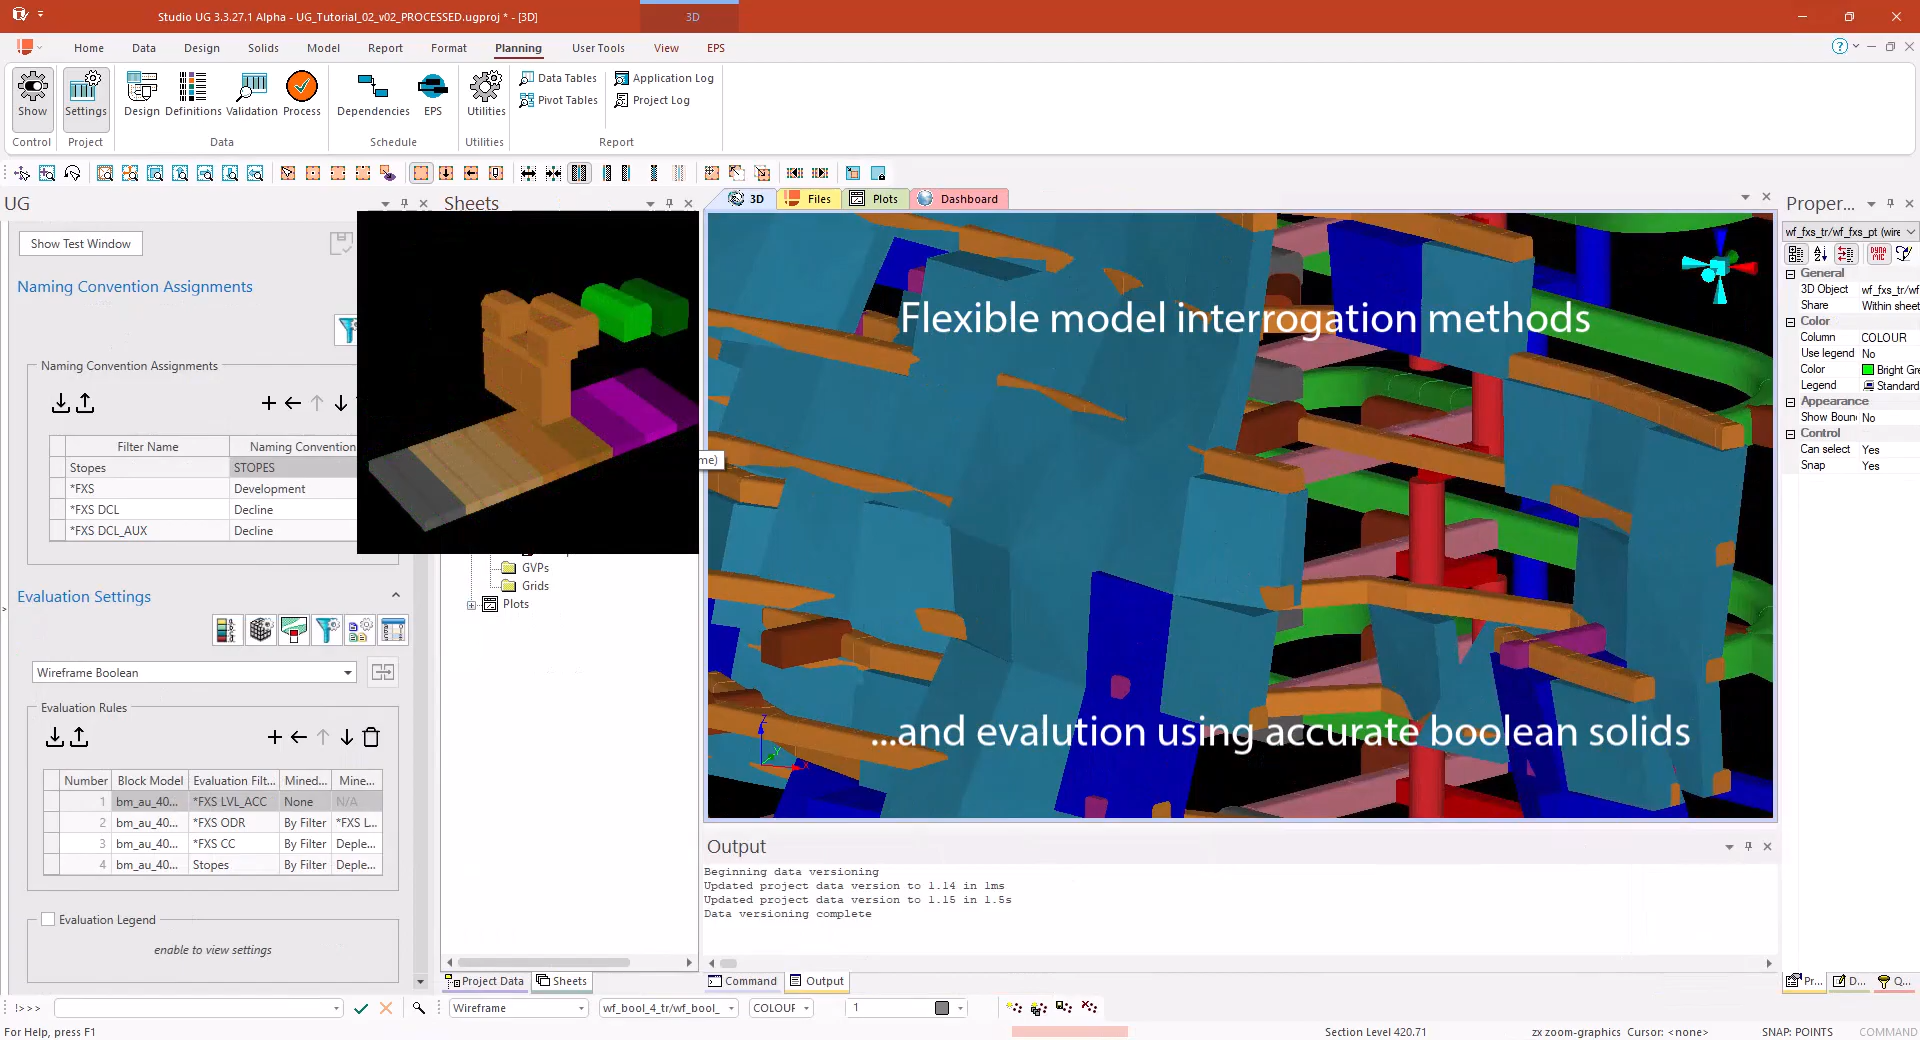 Studio UG 3.3.27.1 Alpha - UG_Tutorial_02_v02_PROCESSED.ugproj * - [3D]
3D
Home Data Design Solids Model Report Format Planning User Tools View EPS
Show Settings Design Definitions Validation Process Dependencies EPS Utilities
Data Tables
Pivot Tables
Application Log
Project Log
Control Project Data Schedule Utilities Report
UG
Sheets
3D Files Plots Dashboard
Proper...
Show Test Window
Naming Convention Assignments
Naming Convention Assignments
Filter Name Naming Convention
Stopes STOPES
*FXS Development
*FXS DCL Decline
*FXS DCL_AUX Decline
Evaluation Settings
Wireframe Boolean
Evaluation Rules
Number Block Model Evaluation Filt... Mined... Mine...
1 bm_au_40... *FXS LVL_ACC None N/A
2 bm_au_40... *FXS ODR By Filter *FXS L...
3 bm_au_40... *FXS CC By Filter Deple...
4 bm_au_40... Stopes By Filter Deple...
Evaluation Legend
enable to view settings
me)
GVPs
Grids
Plots
Project Data Sheets
Flexible model interrogation methods
...and evalution using accurate boolean solids
Z
Y
X
Output
Beginning data versioning
Updated project data version to 1.14 in 1ms
Updated project data version to 1.15 in 1.5s
Data versioning complete
Command Output
wf_fxs_tr/wf_fxs_pt (wire
General
3D Object wf_fxs_tr/wf
Share Within sheet
Color
Column COLOUR
Use legend No
Color Bright Gre
Legend Standard
Appearance
Show Boun No
Control
Can select Yes
Snap Yes
Pr... D... Q...
!>>> Wireframe wf_bool_4_tr/wf_bool_ COLOUR 1
For Help, press F1
Section Level 420.71 zx zoom-graphics Cursor: <none> SNAP: POINTS COMMAND